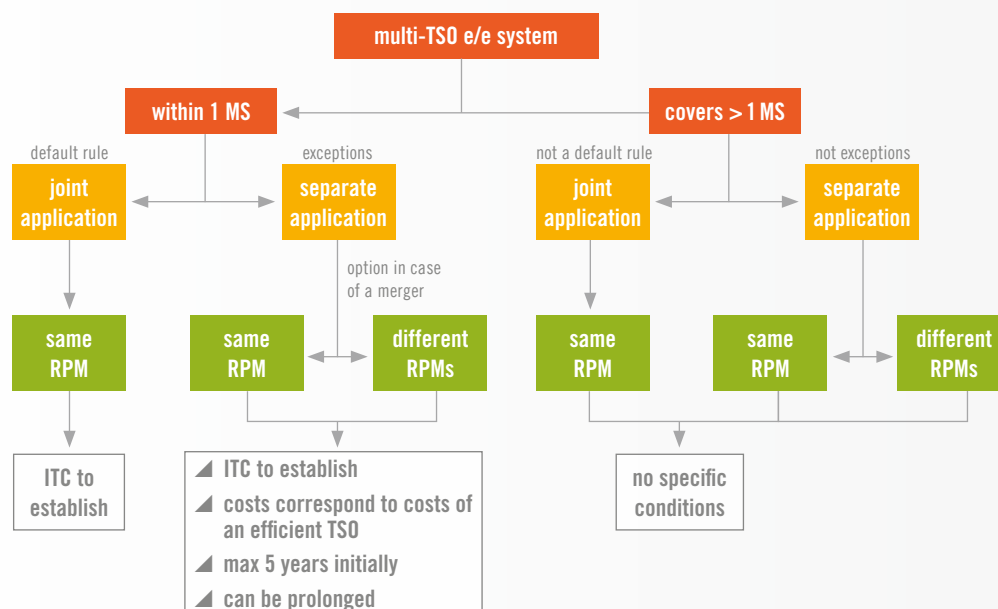 multi-TSO e/e system
within 1 MS
covers > 1 MS
default rule
exceptions
not a default rule
not exceptions
joint
application
separate
application
joint
application
separate
application
option in case
of a merger
same
RPM
same
RPM
different
RPMs
same
RPM
same
RPM
different
RPMs
ITC to
establish
ITC to establish
costs correspond to costs of
an efficient TSO
max 5 years initially
can be prolonged
no specific
conditions